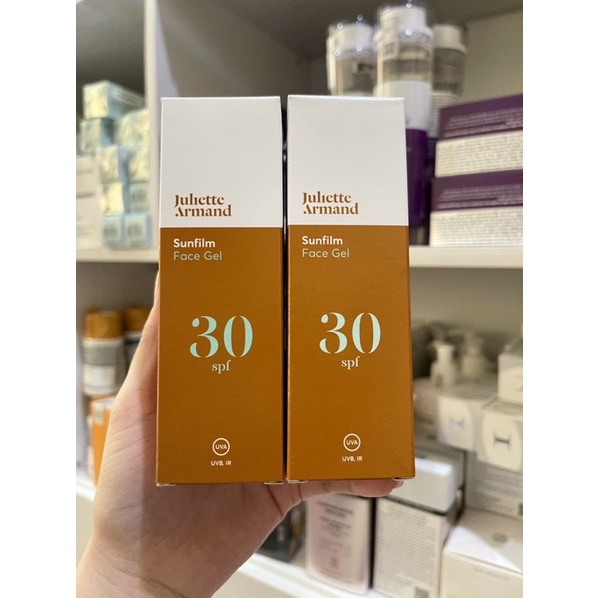 Juliette
Armand
Sunfilm
Face Gel
30
spf
UVA
UVB, IR
Juliette
Armand
Sunfilm
Face Gel
30
spf
UVA
UVB, IR